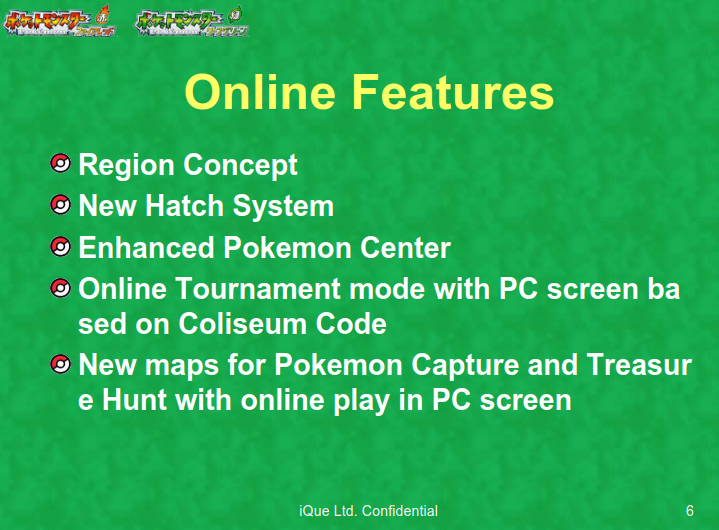 ポケットモンスター
ファイアレッド
ポケットモンスター
リーフグリーン
Online Features
Region Concept
New Hatch System
Enhanced Pokemon Center
Online Tournament mode with PC screen ba
sed on Coliseum Code
New maps for Pokemon Capture and Treasur
e Hunt with online play in PC screen
iQue Ltd. Confidential
6